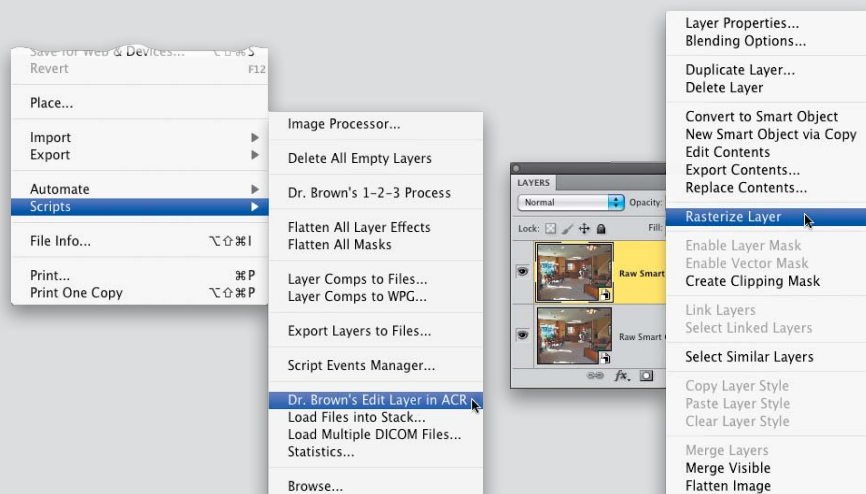 Save for Web & Devices... ⌥⇧⌘S
Revert F12
Place...
Import
Export
Automate
Scripts
File Info... ⌥⇧⌘I
Print... ⌘P
Print One Copy ⌥⇧⌘P
Image Processor...
Delete All Empty Layers
Dr. Brown's 1-2-3 Process
Flatten All Layer Effects
Flatten All Masks
Layer Comps to Files...
Layer Comps to WPG...
Export Layers to Files...
Script Events Manager...
Dr. Brown's Edit Layer in ACR
Load Files into Stack...
Load Multiple DICOM Files...
Statistics...
Browse...
LAYERS
Normal Opacity:
Lock: Fill:
Raw Smart
Raw Smart
fx.
Layer Properties...
Blending Options...
Duplicate Layer...
Delete Layer
Convert to Smart Object
New Smart Object via Copy
Edit Contents
Export Contents...
Replace Contents...
Rasterize Layer
Enable Layer Mask
Enable Vector Mask
Create Clipping Mask
Link Layers
Select Linked Layers
Select Similar Layers
Copy Layer Style
Paste Layer Style
Clear Layer Style
Merge Layers
Merge Visible
Flatten Image